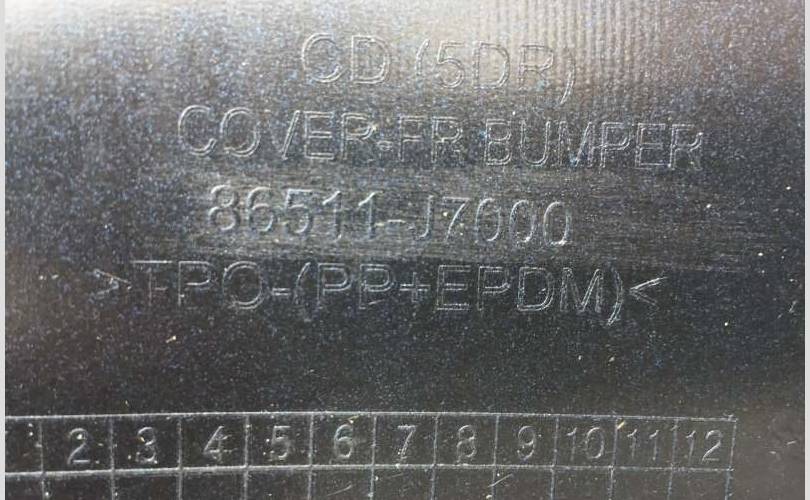 CD (5DR)
COVER-FR BUMPER
86511-J7000
>TPO-(PP+EPDM)<
2 3 4 5 6 7 8 9 10 11 12